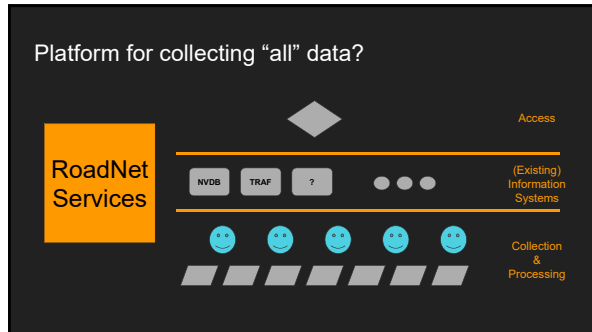 Platform for collecting “all” data?
Access
RoadNet
Services
NVDB
TRAF
?
(Existing)
Information
Systems
Collection
&
Processing